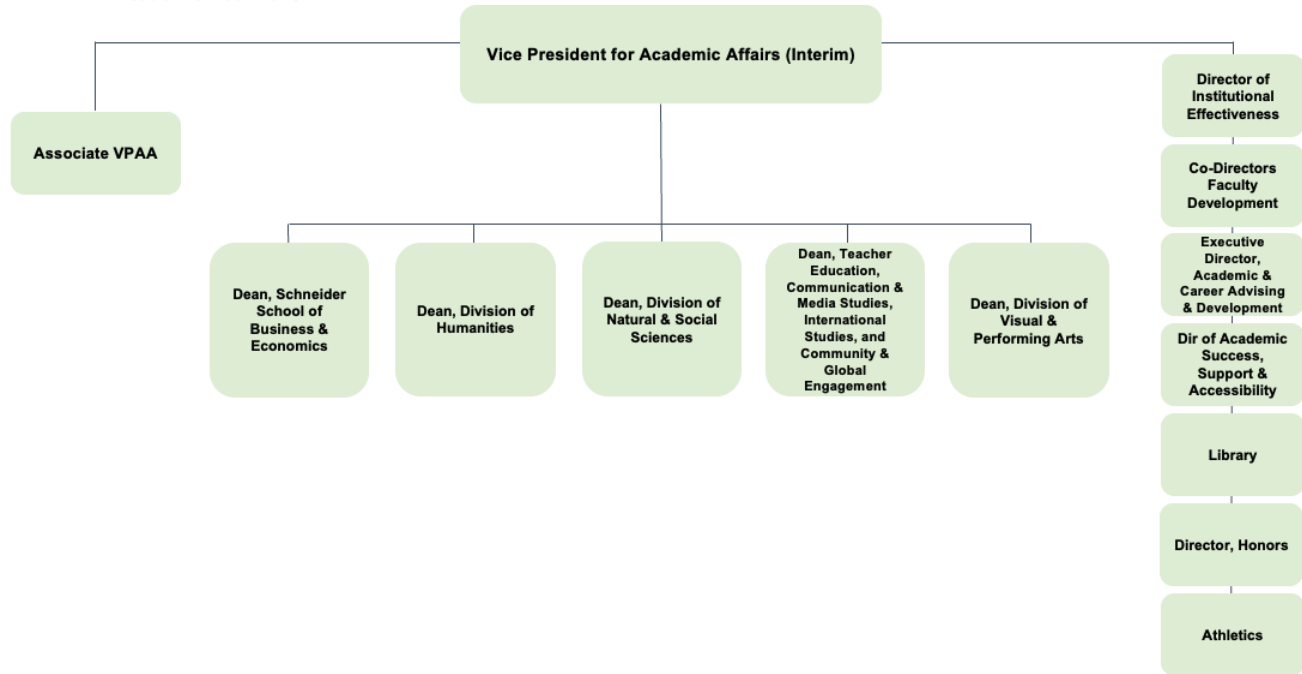 Vice President for Academic Affairs (Interim)
Associate VPAA
Dean, Schneider
School of
Business &
Economics
Dean, Division of
Humanities
Dean, Division of
Natural & Social
Sciences
Dean, Teacher
Education,
Communication &
Media Studies,
International
Studies, and
Community &
Global
Engagement
Dean, Division of
Visual &
Performing Arts
Director of
Institutional
Effectiveness
Co-Directors
Faculty
Development
Executive
Director,
Academic &
Career Advising
& Development
Dir of Academic
Success,
Support &
Accessibility
Library
Director, Honors
Athletics